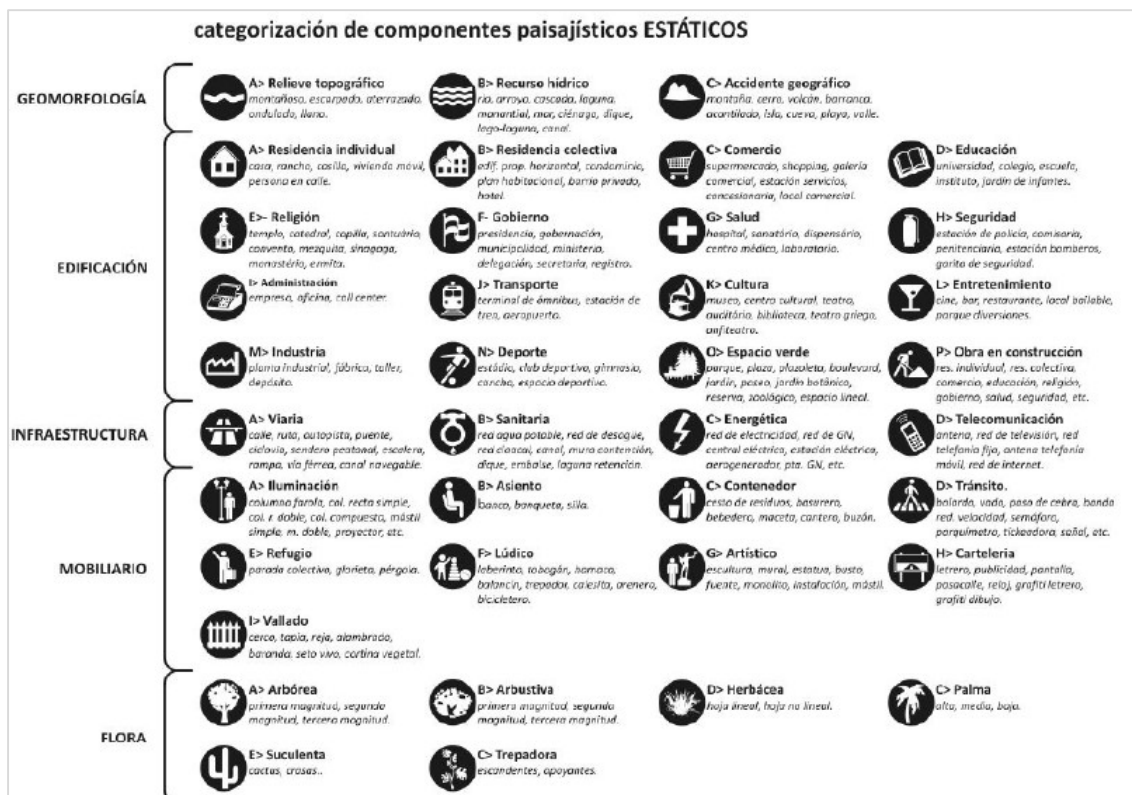 categorización de componentes paisajísticos ESTÁTICOS
GEOMORFOLOGÍA
A> Relieve topográfico
montañoso, escarpado, aterrazado,
ondulado, llano.
B> Recurso hídrico
río, arroyo, cascada, laguna,
manantial, mar, ciénaga, dique,
lago-laguna, canal.
C> Accidente geográfico
montaña, cerro, volcán, barranca,
acantilado, isla, cueva, playa, valle.
EDIFICACIÓN
A> Residencia individual
casa, rancho, casilla, vivienda móvil,
persona en calle.
B> Residencia colectiva
edif. prop. horizontal, condominio,
plan habitacional, barrio privado,
hotel.
C> Comercio
supermercado, shopping, galería
comercial, estación servicios,
concesionaria, local comercial.
D> Educación
universidad, colegio, escuela,
instituto, jardín de infantes.
E>- Religión
templo, catedral, capilla, santuário,
convento, mezquita, sinagoga,
monastério, ermita.
F- Gobierno
presidencia, gobernación,
municipalidad, ministerio,
delegación, secretaria, registro.
G> Salud
hospital, sanatório, dispensário,
centro médico, laboratorio.
H> Seguridad
estación de policía, comisaria,
penitenciaria, estación bomberos,
garita de seguridad.
I> Administración
empresa, oficina, call center.
J> Transporte
terminal de ómnibus, estación de
tren, aeropuerto.
K> Cultura
museo, centro cultural, teatro,
auditório, biblioteca, teatro griego,
anfiteatro.
L> Entretenimiento
cine, bar, restaurante, local bailable,
parque diversiones.
M> Industria
planta industrial, fábrica, taller,
depósito.
N> Deporte
estádio, club deportivo, gimnasio,
cancha, espacio deportivo.
O> Espacio verde
parque, plaza, plazoleta, boulevard,
jardín, paseo, jardín botánico,
reserva, zoológico, espacio lineal.
P> Obra en construcción
res. individual, res. colectiva,
comercio, educación, religión,
gobierno, salud, seguridad, etc.
INFRAESTRUCTURA
A> Viaria
calle, ruta, autopista, puente,
ciclovía, sendero peatonal, escalera,
rampa, vía férrea, canal navegable.
B> Sanitaria
red agua potable, red de desagüe,
red cloacal, canal, muro contención,
dique, embalse, laguna retención.
C> Energética
red de electricidad, red de GN,
central eléctrica, estación eléctrica,
aerogenerador, pta. GN, etc.
D> Telecomunicación
antena, red de televisión, red
telefonía fija, antena telefonía
móvil, red de internet.
MOBILIARIO
A> Iluminación
columna farola, col. recta simple,
col. r. doble, col. compuesta, mástil
simple, m. doble, proyector, etc.
B> Asiento
banco, banqueta, silla.
C> Contenedor
cesto de residuos, basurero,
bebedero, maceta, cantero, buzón.
D> Tránsito.
bolardo, vado, paso de cebra, banda
red. velocidad, semáforo,
parquímetro, tickeadora, señal, etc.
E> Refugio
parada colectivo, glorieta, pérgola.
F> Lúdico
laberinto, tobogán, hamaca,
balancín, trepador, calesita, arenero,
bicicletero.
G> Artístico
escultura, mural, estatua, busto,
fuente, monolito, instalación, mástil.
H> Carteleria
letrero, publicidad, pantalla,
pasacalle, reloj, grafiti letrero,
grafiti dibujo.
I> Vallado
cerco, tapia, reja, alambrado,
baranda, seto vivo, cortina vegetal.
FLORA
A> Arbórea
primera magnitud, segunda
magnitud, tercera magnitud.
B> Arbustiva
primera magnitud, segunda
magnitud, tercera magnitud.
D> Herbácea
hoja lineal, hoja no lineal.
C> Palma
alta, media, baja.
E> Suculenta
cactus, crasas..
C> Trepadora
escandentes, apoyantes.